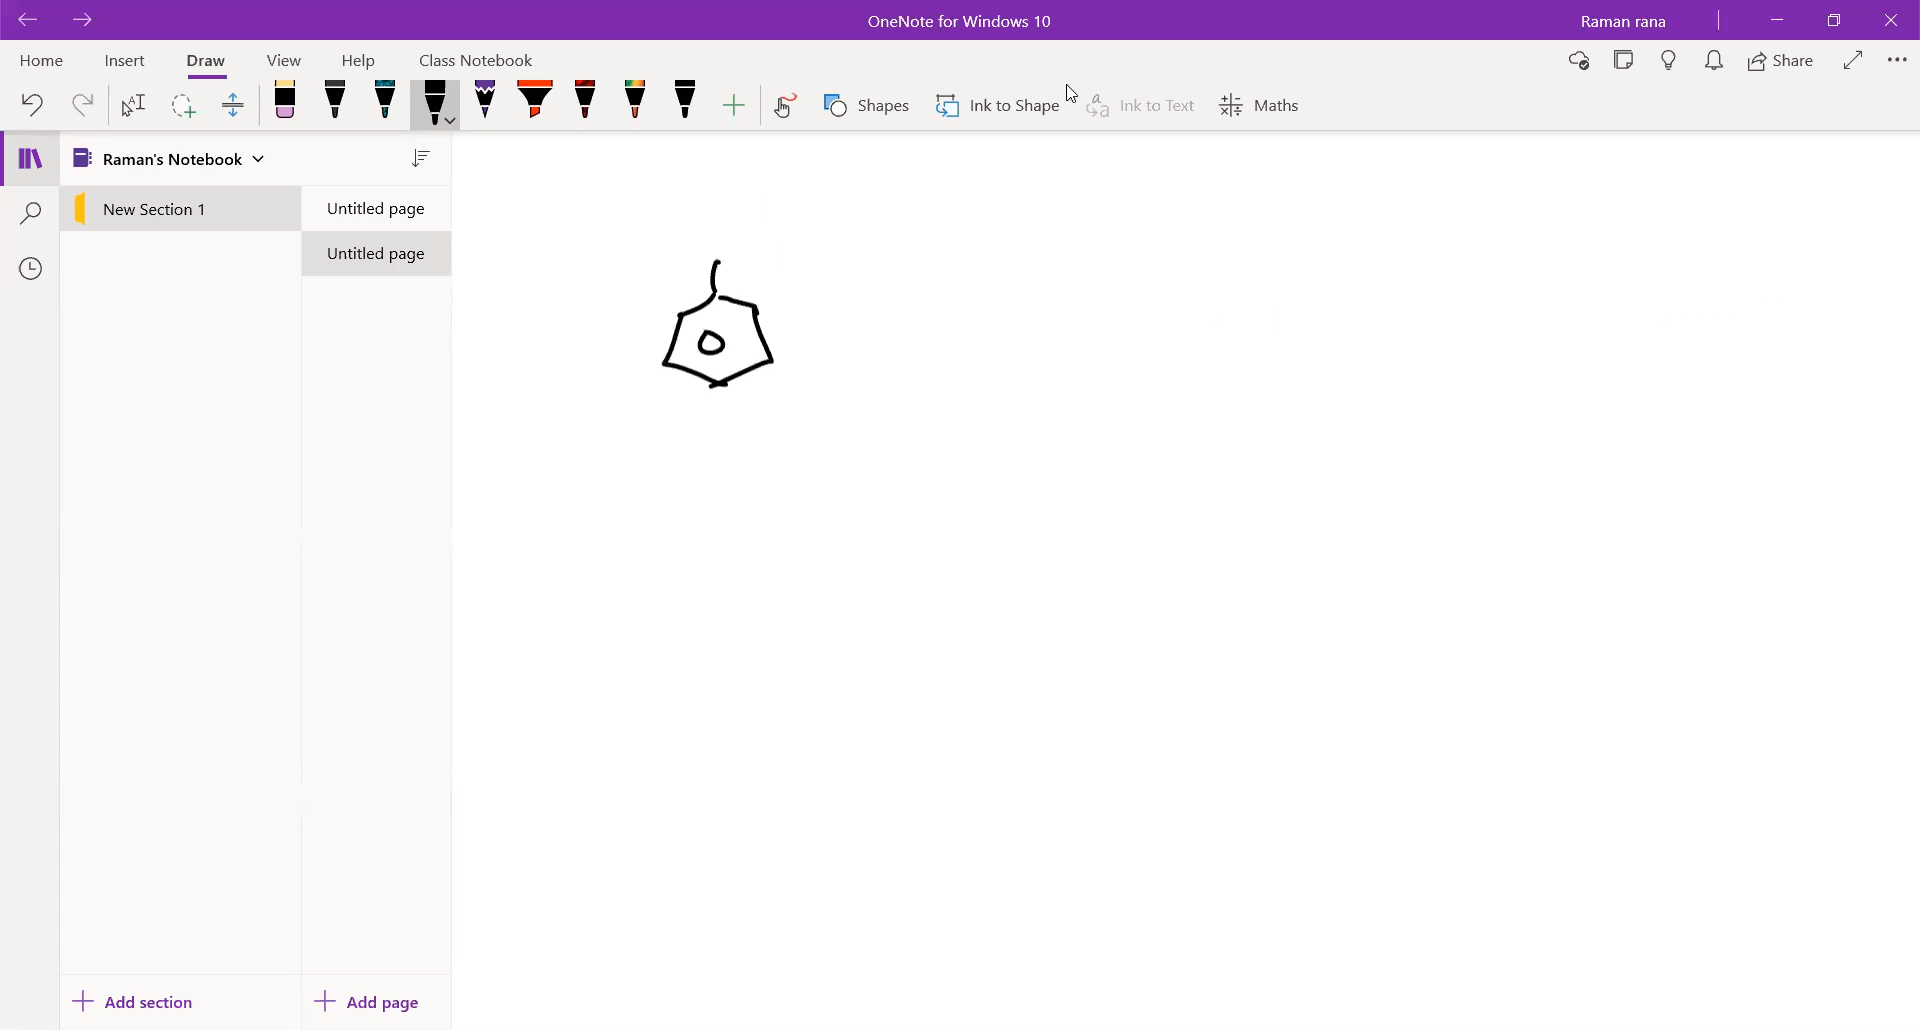 OneNote for Windows 10
Raman rana
Home Insert Draw View Help Class Notebook
Share
Shapes Ink to Shape Ink to Text Maths
Raman's Notebook
New Section 1
Untitled page
Untitled page
Add section
Add page